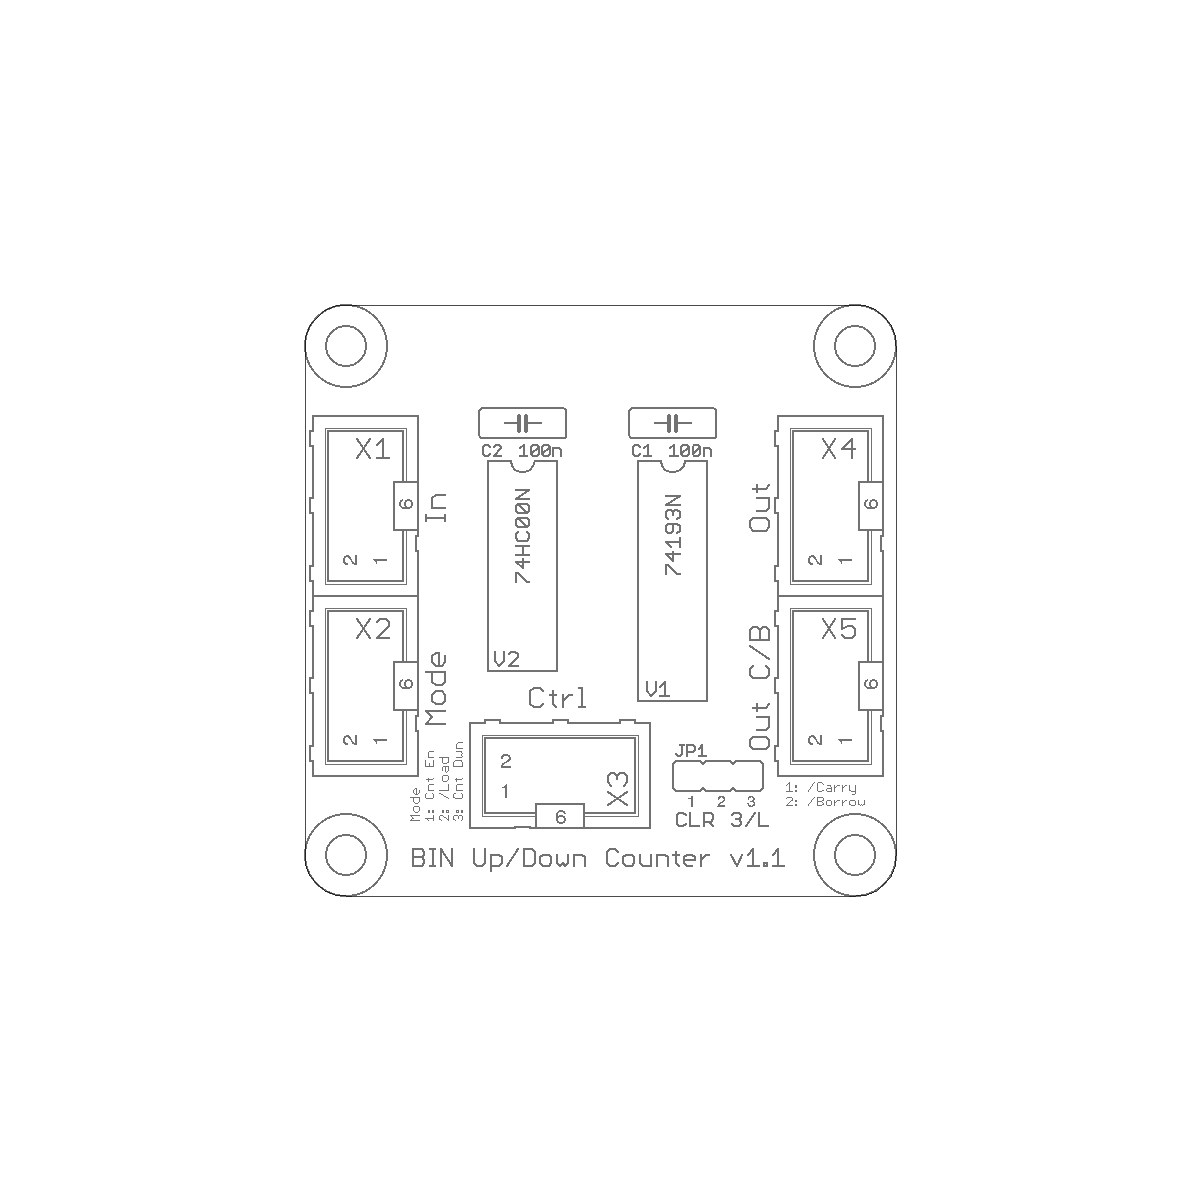 C2 100n
C1 100n
X1
6
2 1
In
74HC00N
V2
74193N
V1
Out
X4
6
2 1
X2
6
2 1
Mode
Ctrl
Out C/B
X5
6
2 1
Mode
1: Cnt En
2: /Load
3: Cnt Dwn
2
1
X3
6
JP1
1 2 3
CLR 3/L
1: /Carry
2: /Borrow
BIN Up/Down Counter v1.1